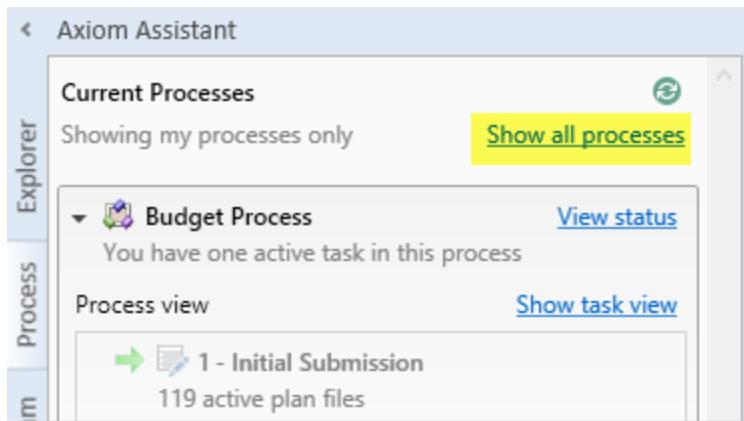 Axiom Assistant
Current Processes
Showing my processes only Show all processes
Explorer
Budget Process View status
You have one active task in this process
Process
Process view Show task view
1 - Initial Submission
119 active plan files